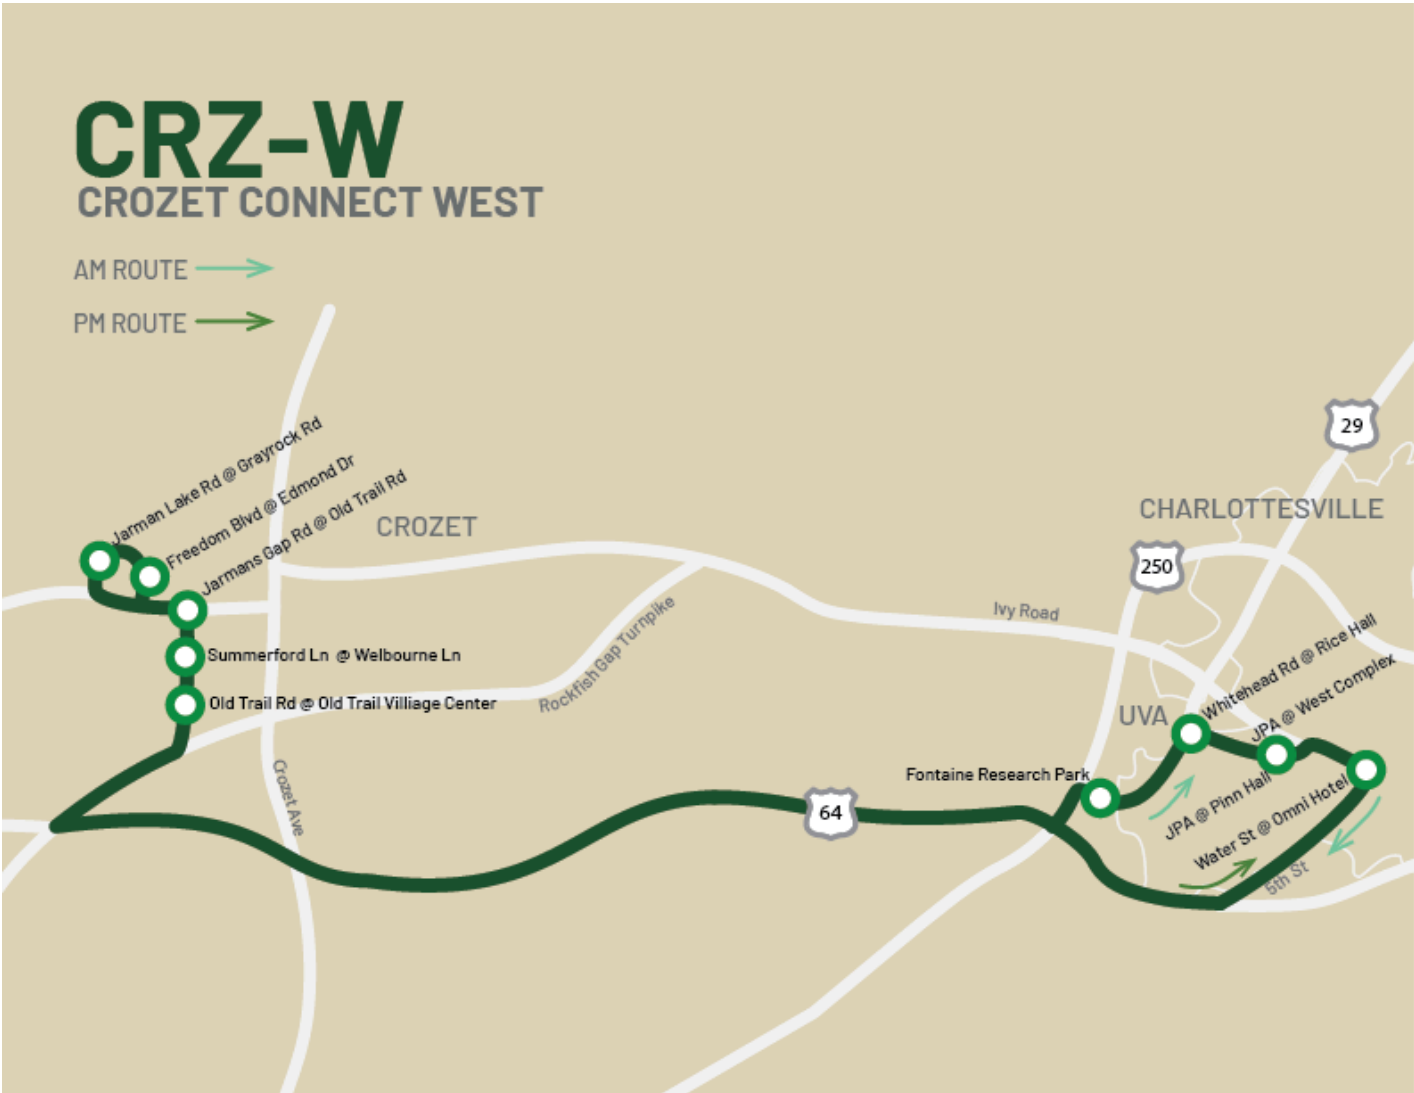 CRZ-W
CROZET CONNECT WEST
AM ROUTE
PM ROUTE
29
Jarman Lake Rd @ Grayrock Rd
Freedom Blvd @ Edmond Dr
Jarmans Gap Rd @ Old Trail Rd
CROZET
CHARLOTTESVILLE
250
Ivy Road
Rockfish Gap Turnpike
Summerford Ln @ Welbourne Ln
Old Trail Rd @ Old Trail Villiage Center
Whitehead Rd @ Rice Hall
JPA @ West Complex
UVA
Fontaine Research Park
Crozet Ave
64
JPA @ Pinn Hall
Water St @ Omni Hotel
5th St